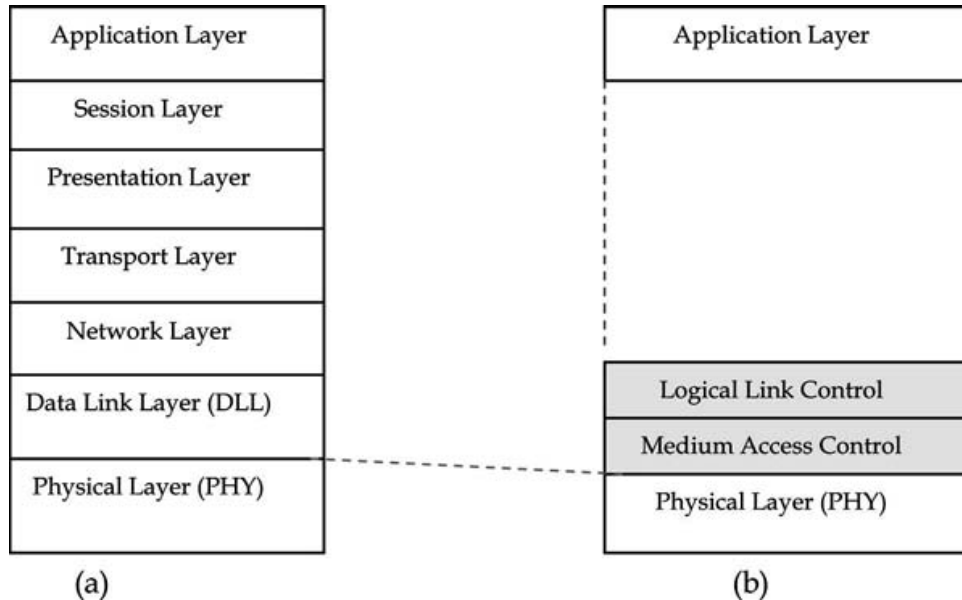 Application Layer
Session Layer
Presentation Layer
Transport Layer
Network Layer
Data Link Layer (DLL)
Physical Layer (PHY)
(a)
Application Layer
Logical Link Control
Medium Access Control
Physical Layer (PHY)
(b)